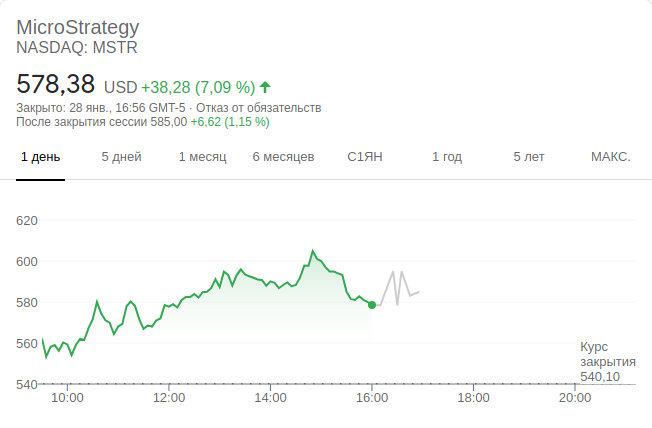 MicroStrategy
NASDAQ: MSTR
578,38 USD +38,28 (7,09 %)
Закрыто: 28 янв., 16:56 GMT-5 · Отказ от обязательств
После закрытия сессии 585,00 +6,62 (1,15 %)
1 день 5 дней 1 месяц 6 месяцев С1ЯН 1 год 5 лет МАКС.
620
600
580
560
Курс
закрытия
540,10
540
10:00 12:00 14:00 16:00 18:00 20:00